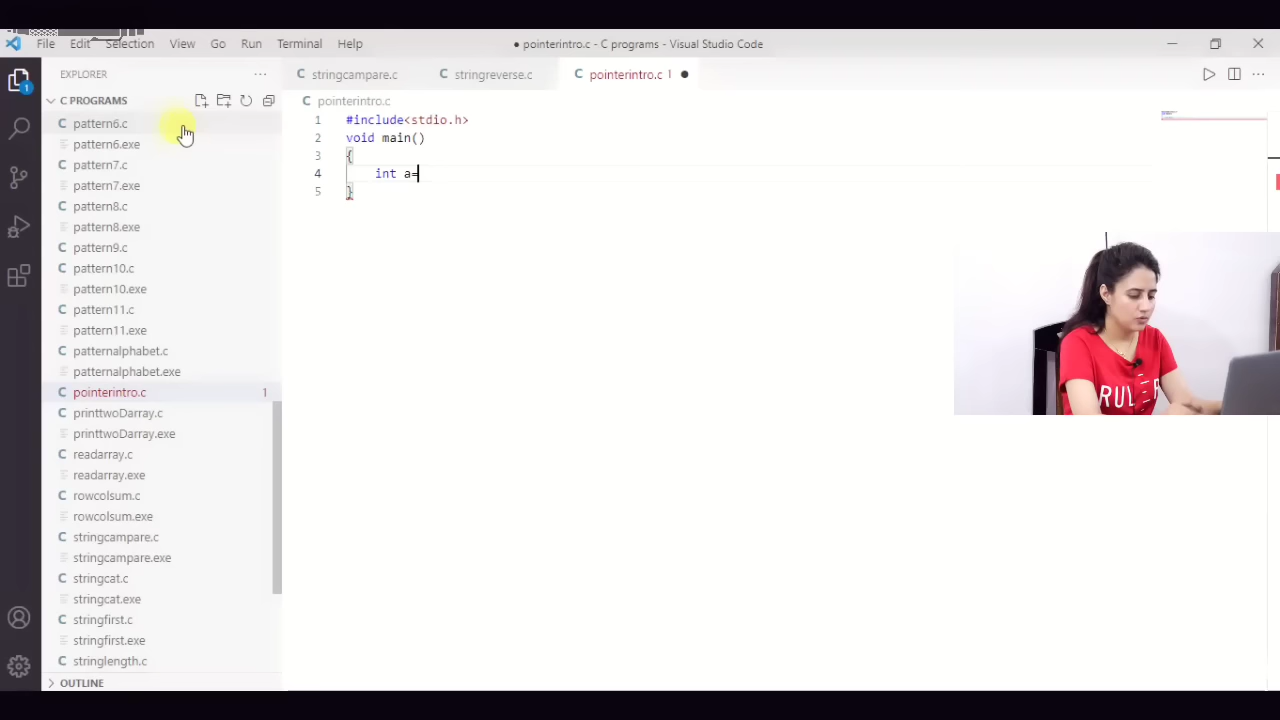 File Edit Selection View Go Run Terminal Help
● pointerintro.c - C programs - Visual Studio Code
EXPLORER
stringcampare.c
stringreverse.c
pointerintro.c 1
1
C PROGRAMS
pointerintro.c
C pattern6.c
pattern6.exe
C pattern7.c
pattern7.exe
C pattern8.c
pattern8.exe
C pattern9.c
C pattern10.c
pattern10.exe
C pattern11.c
pattern11.exe
C patternalphabet.c
patternalphabet.exe
C pointerintro.c 1
C printtwoDarray.c
printtwoDarray.exe
C readarray.c
readarray.exe
C rowcolsum.c
rowcolsum.exe
C stringcampare.c
stringcampare.exe
C stringcat.c
stringcat.exe
C stringfirst.c
stringfirst.exe
C stringlength.c
OUTLINE
1 #include<stdio.h>
2 void main()
3 {
4 int a=
5 }
RULER